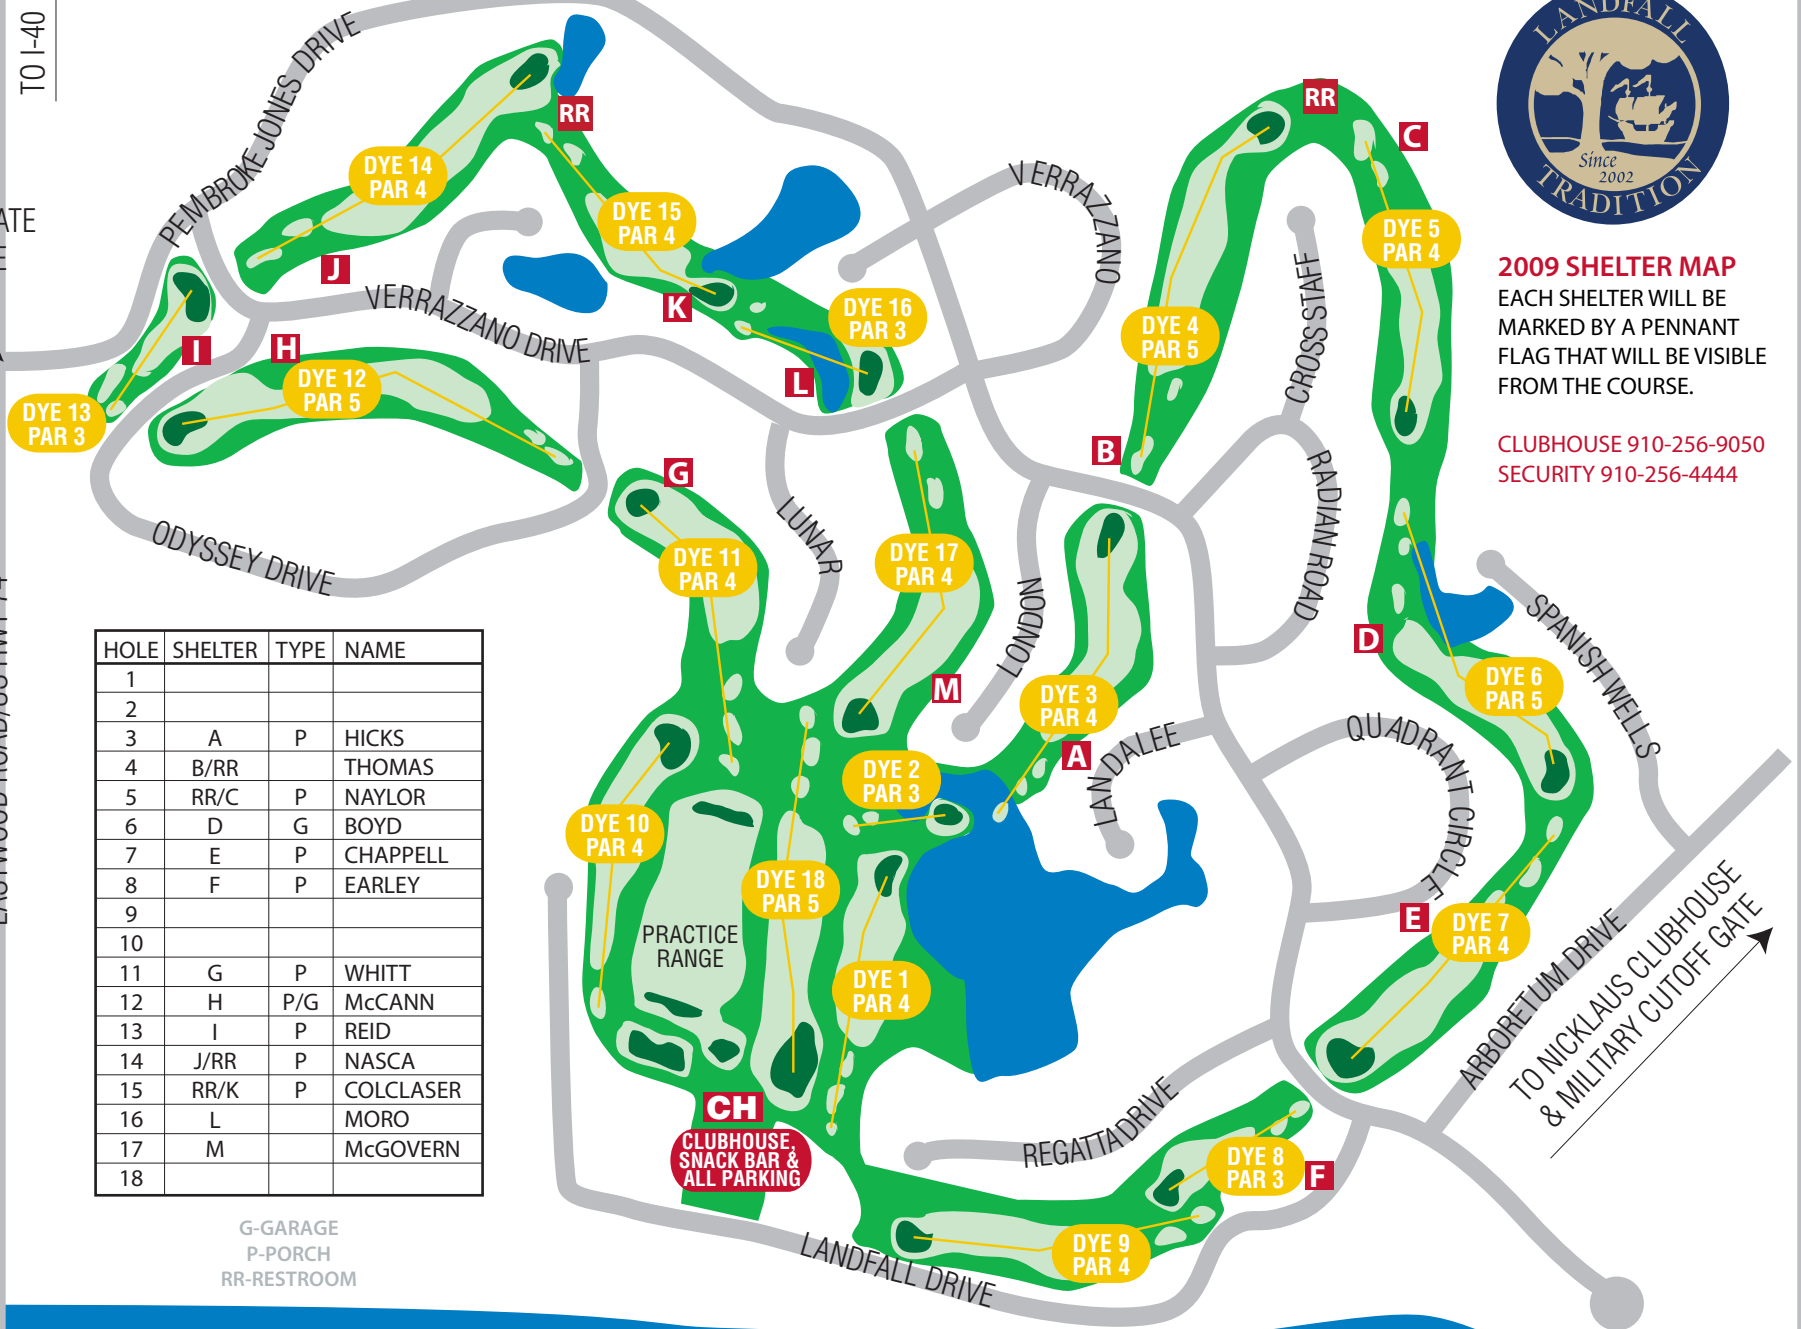 TO I-40
PEMBROKE JONES DRIVE
RR
DYE 14
PAR 4
DYE 15
PAR 4
J
K
VERRAZZANO DRIVE
VERRAZZANO
DYE 16
PAR 3
L
I
H
DYE 12
PAR 5
DYE 13
PAR 3
ODYSSEY DRIVE
RR
C
DYE 5
PAR 4
DYE 4
PAR 5
CROSS STAFF
B
RADIAN ROAD
LANDFALL
Since
2002
TRADITION
2009 SHELTER MAP
EACH SHELTER WILL BE
MARKED BY A PENNANT
FLAG THAT WILL BE VISIBLE
FROM THE COURSE.
CLUBHOUSE 910-256-9050
SECURITY 910-256-4444
G
DYE 11
PAR 4
LUNAR
DYE 17
PAR 4
LONDON
M
DYE 3
PAR 4
A
LANDALEE
DYE 2
PAR 3
D
DYE 6
PAR 5
SPANISH WELLS
QUADRANT CIRCLE
E
DYE 7
PAR 4
ARBORETUM DRIVE
TO NICKLAUS CLUBHOUSE
& MILITARY CUTOFF GATE
DYE 10
PAR 4
PRACTICE
RANGE
DYE 18
PAR 5
DYE 1
PAR 4
CH
CLUBHOUSE,
SNACK BAR &
ALL PARKING
REGATTA DRIVE
DYE 8
PAR 3
F
DYE 9
PAR 4
LANDFALL DRIVE
HOLE SHELTER TYPE NAME
1
2
3 A P HICKS
4 B/RR THOMAS
5 RR/C P NAYLOR
6 D G BOYD
7 E P CHAPPELL
8 F P EARLEY
9
10
11 G P WHITT
12 H P/G McCANN
13 I P REID
14 J/RR P NASCA
15 RR/K P COLCLASER
16 L MORO
17 M McGOVERN
18
G-GARAGE
P-PORCH
RR-RESTROOM